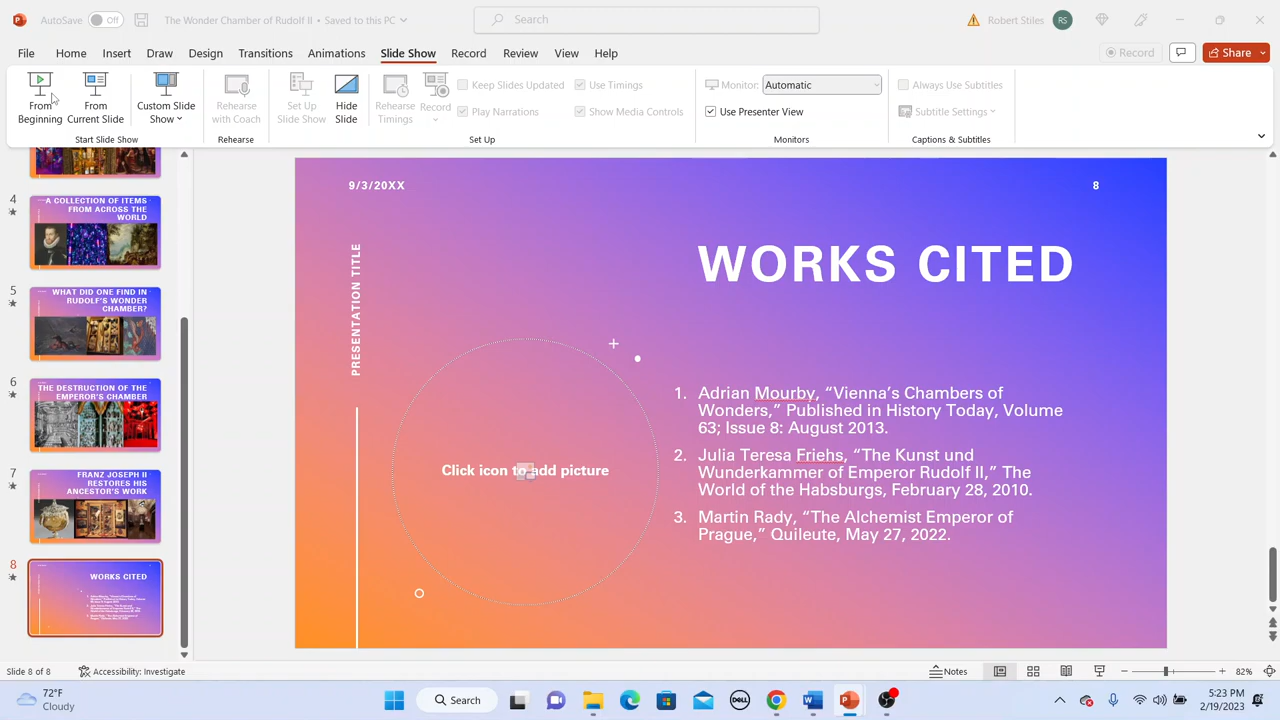 AutoSave Off The Wonder Chamber of Rudolf II • Saved to this PC Search Robert Stiles RS
File Home Insert Draw Design Transitions Animations Slide Show Record Review View Help Record Share
From Beginning
From Current Slide
Custom Slide Show
Start Slide Show
Rehearse with Coach
Rehearse
Set Up Slide Show
Hide Slide
Rehearse Timings
Record
Keep Slides Updated
Use Timings
Play Narrations
Show Media Controls
Set Up
Monitor: Automatic
Use Presenter View
Monitors
Always Use Subtitles
Subtitle Settings
Captions & Subtitles
4
A COLLECTION OF ITEMS
FROM ACROSS THE
WORLD
5
WHAT DID ONE FIND IN
RUDOLF'S WONDER
CHAMBER?
6
THE DESTRUCTION OF THE
EMPEROR'S CHAMBER
7
FRANZ JOSEPH II
RESTORES HIS
ANCESTOR'S WORK
8
WORKS CITED
9/3/20XX
8
PRESENTATION TITLE
WORKS CITED
Click icon to add picture
1. Adrian Mourby, “Vienna’s Chambers of
Wonders,” Published in History Today, Volume
63; Issue 8: August 2013.
2. Julia Teresa Friehs, “The Kunst und
Wunderkammer of Emperor Rudolf II,” The
World of the Habsburgs, February 28, 2010.
3. Martin Rady, “The Alchemist Emperor of
Prague,” Quileute, May 27, 2022.
Slide 8 of 8 Accessibility: Investigate Notes 82%
72°F
Cloudy
Search
DELL
5:23 PM
2/19/2023